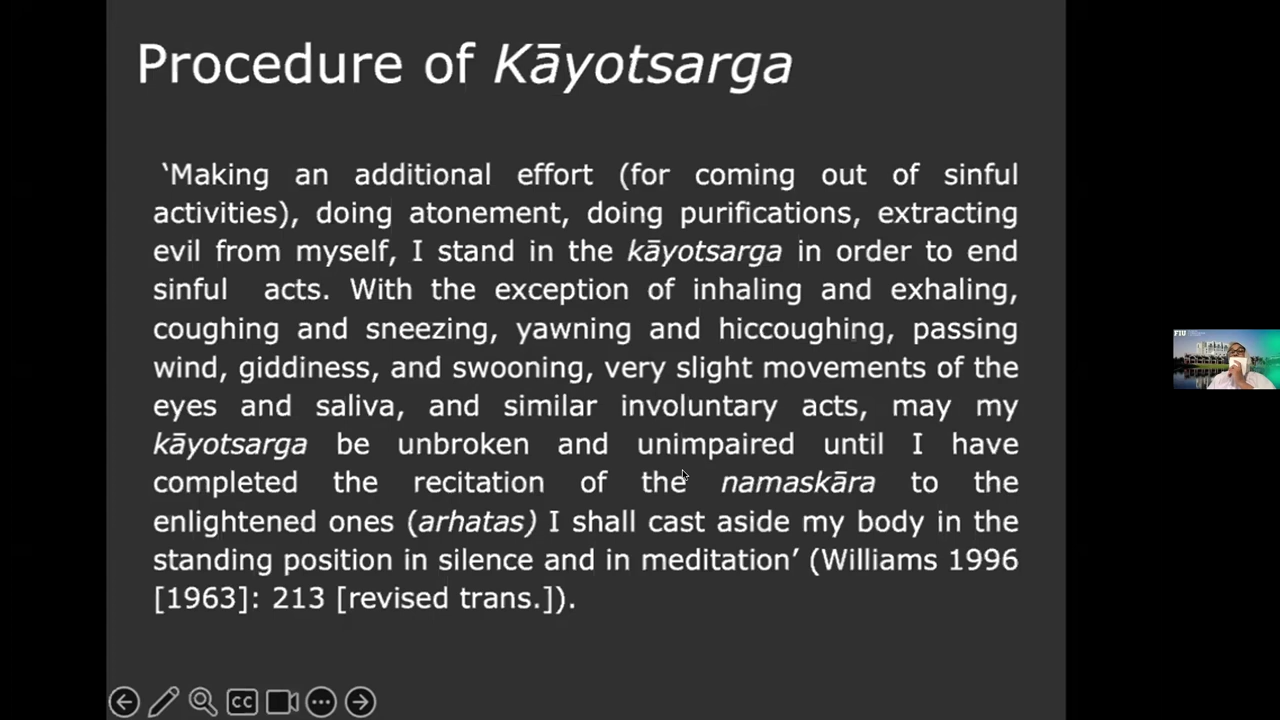 Procedure of Kāyotsarga
‘Making an additional effort (for coming out of sinful
activities), doing atonement, doing purifications, extracting
evil from myself, I stand in the kāyotsarga in order to end
sinful acts. With the exception of inhaling and exhaling,
coughing and sneezing, yawning and hiccoughing, passing
wind, giddiness, and swooning, very slight movements of the
eyes and saliva, and similar involuntary acts, may my
kāyotsarga be unbroken and unimpaired until I have
completed the recitation of the namaskāra to the
enlightened ones (arhatas) I shall cast aside my body in the
standing position in silence and in meditation’ (Williams 1996
[1963]: 213 [revised trans.]).
FIU
CC